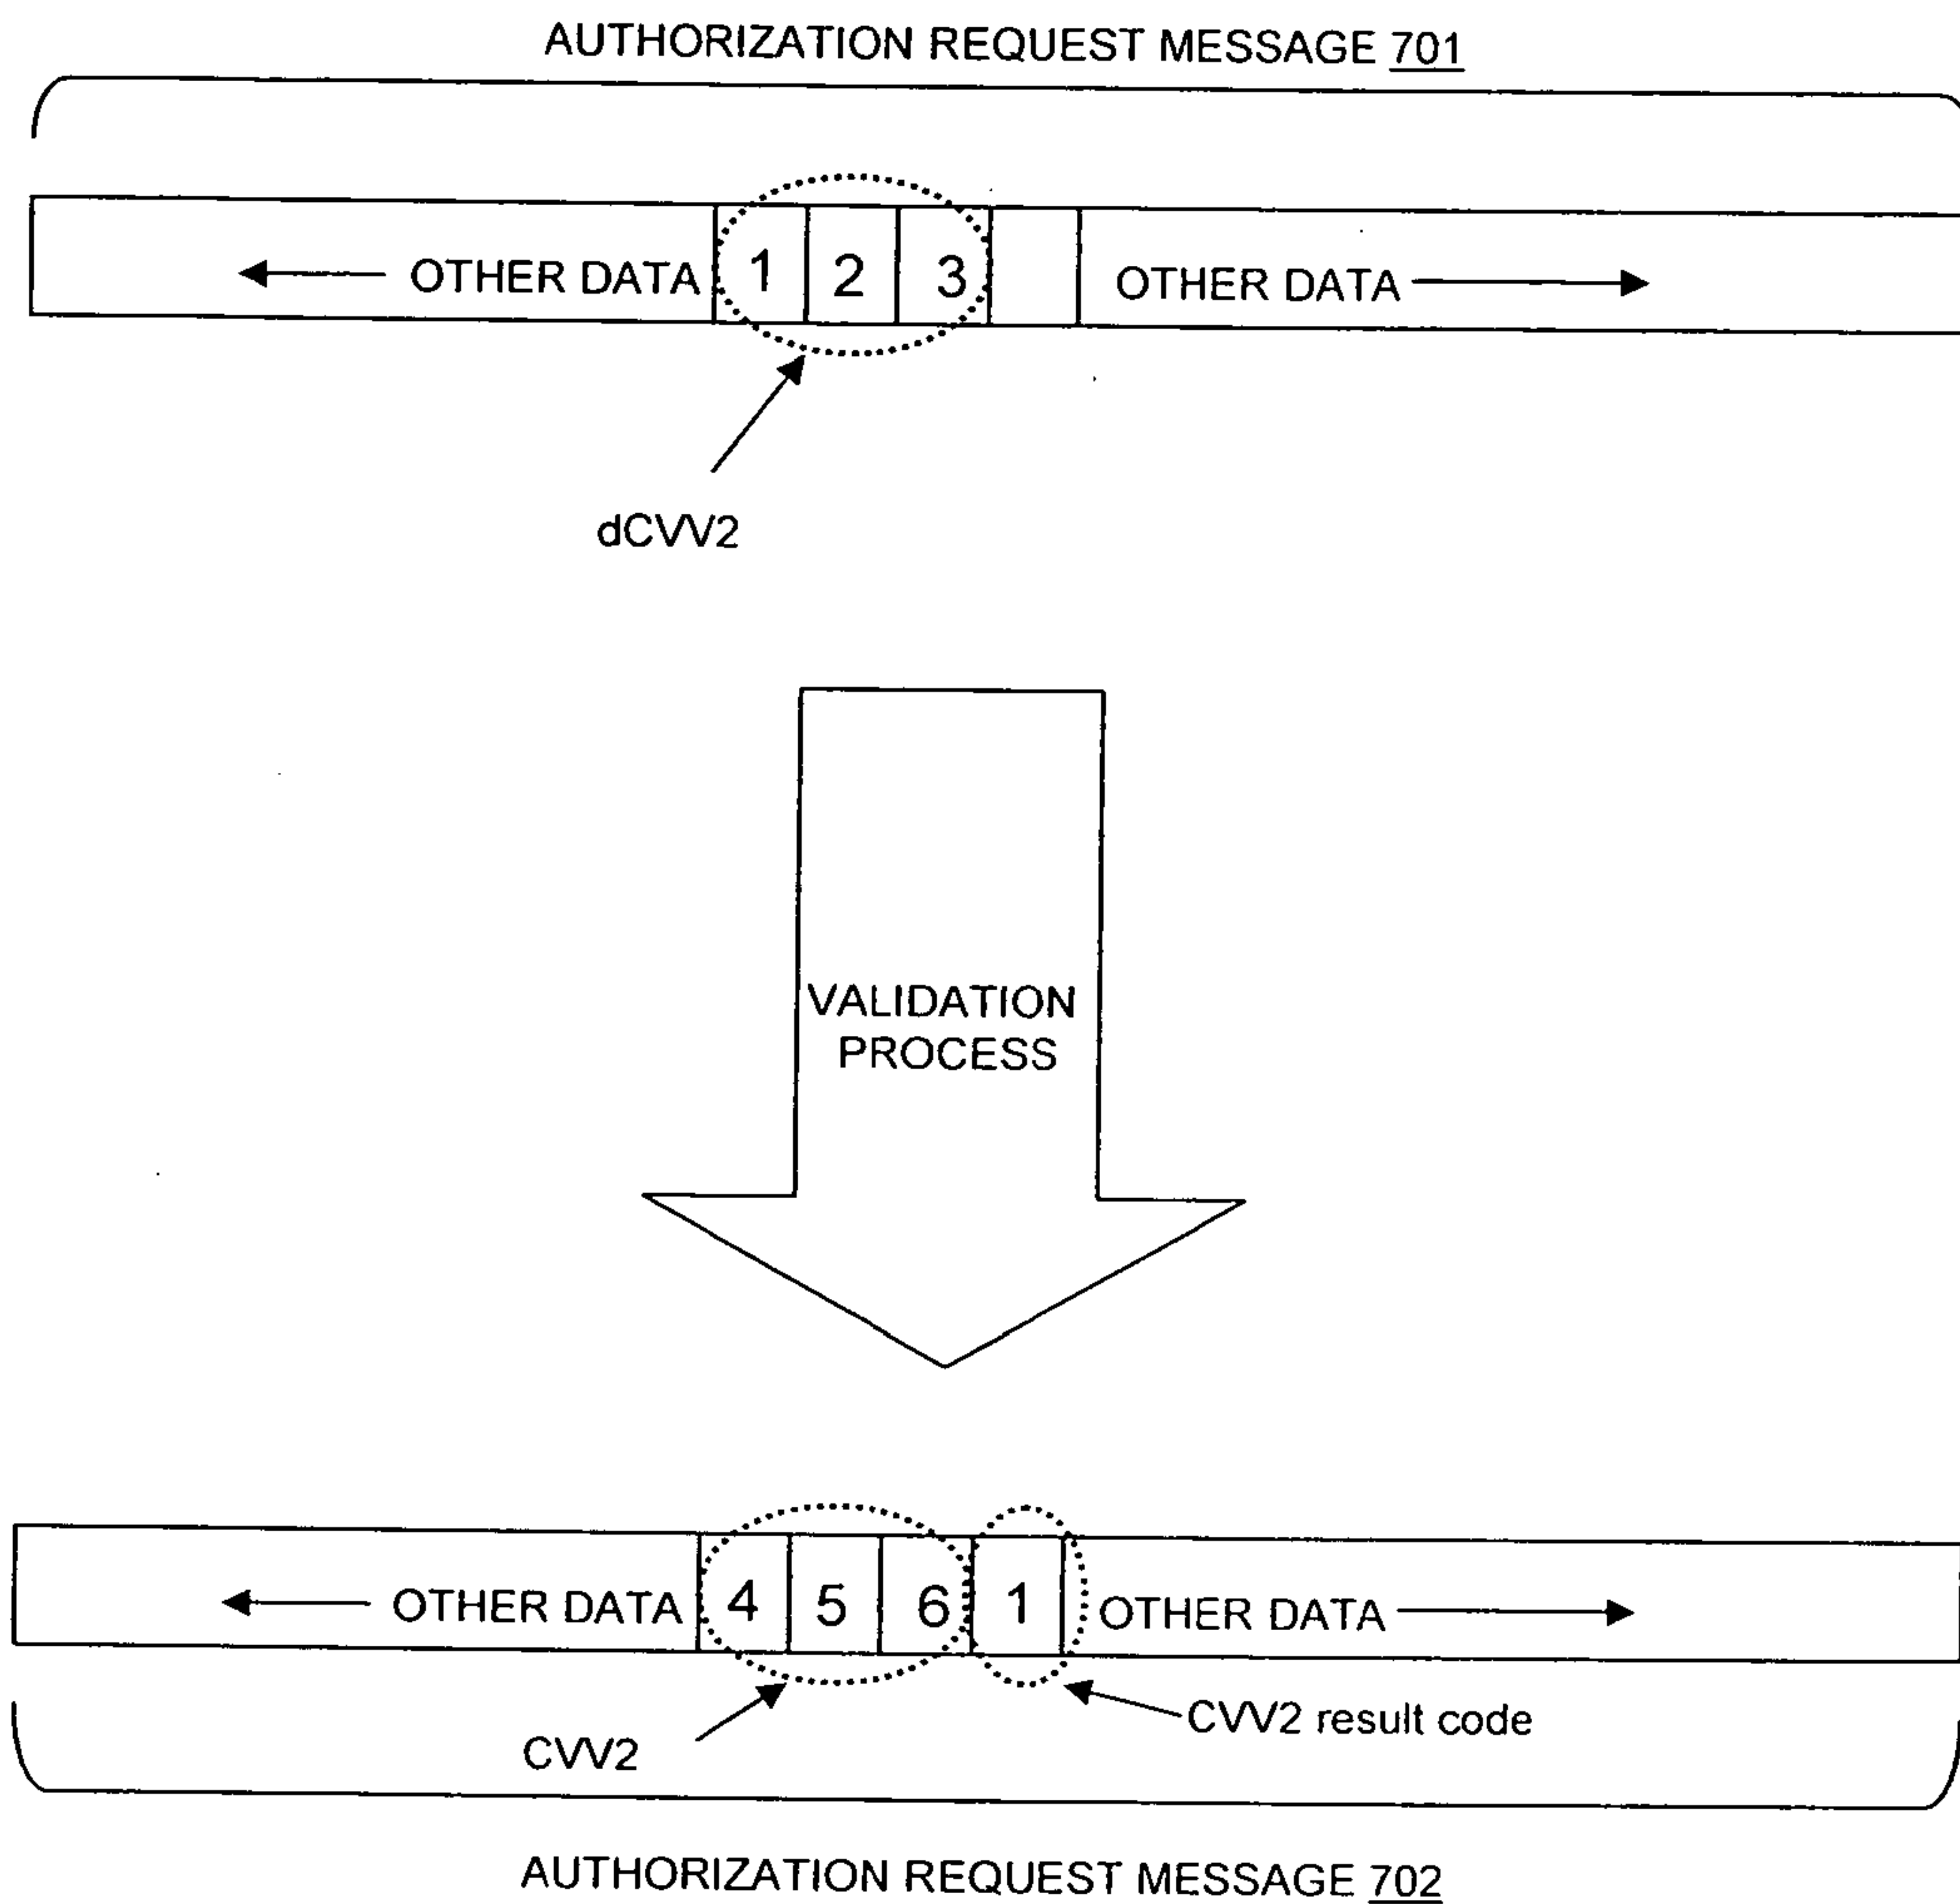 AUTHORIZATION REQUEST MESSAGE 701
OTHER DATA 1 2 3 OTHER DATA
dCVV2
VALIDATION
PROCESS
OTHER DATA 4 5 6 1 OTHER DATA
CVV2 result code
CVV2
AUTHORIZATION REQUEST MESSAGE 702